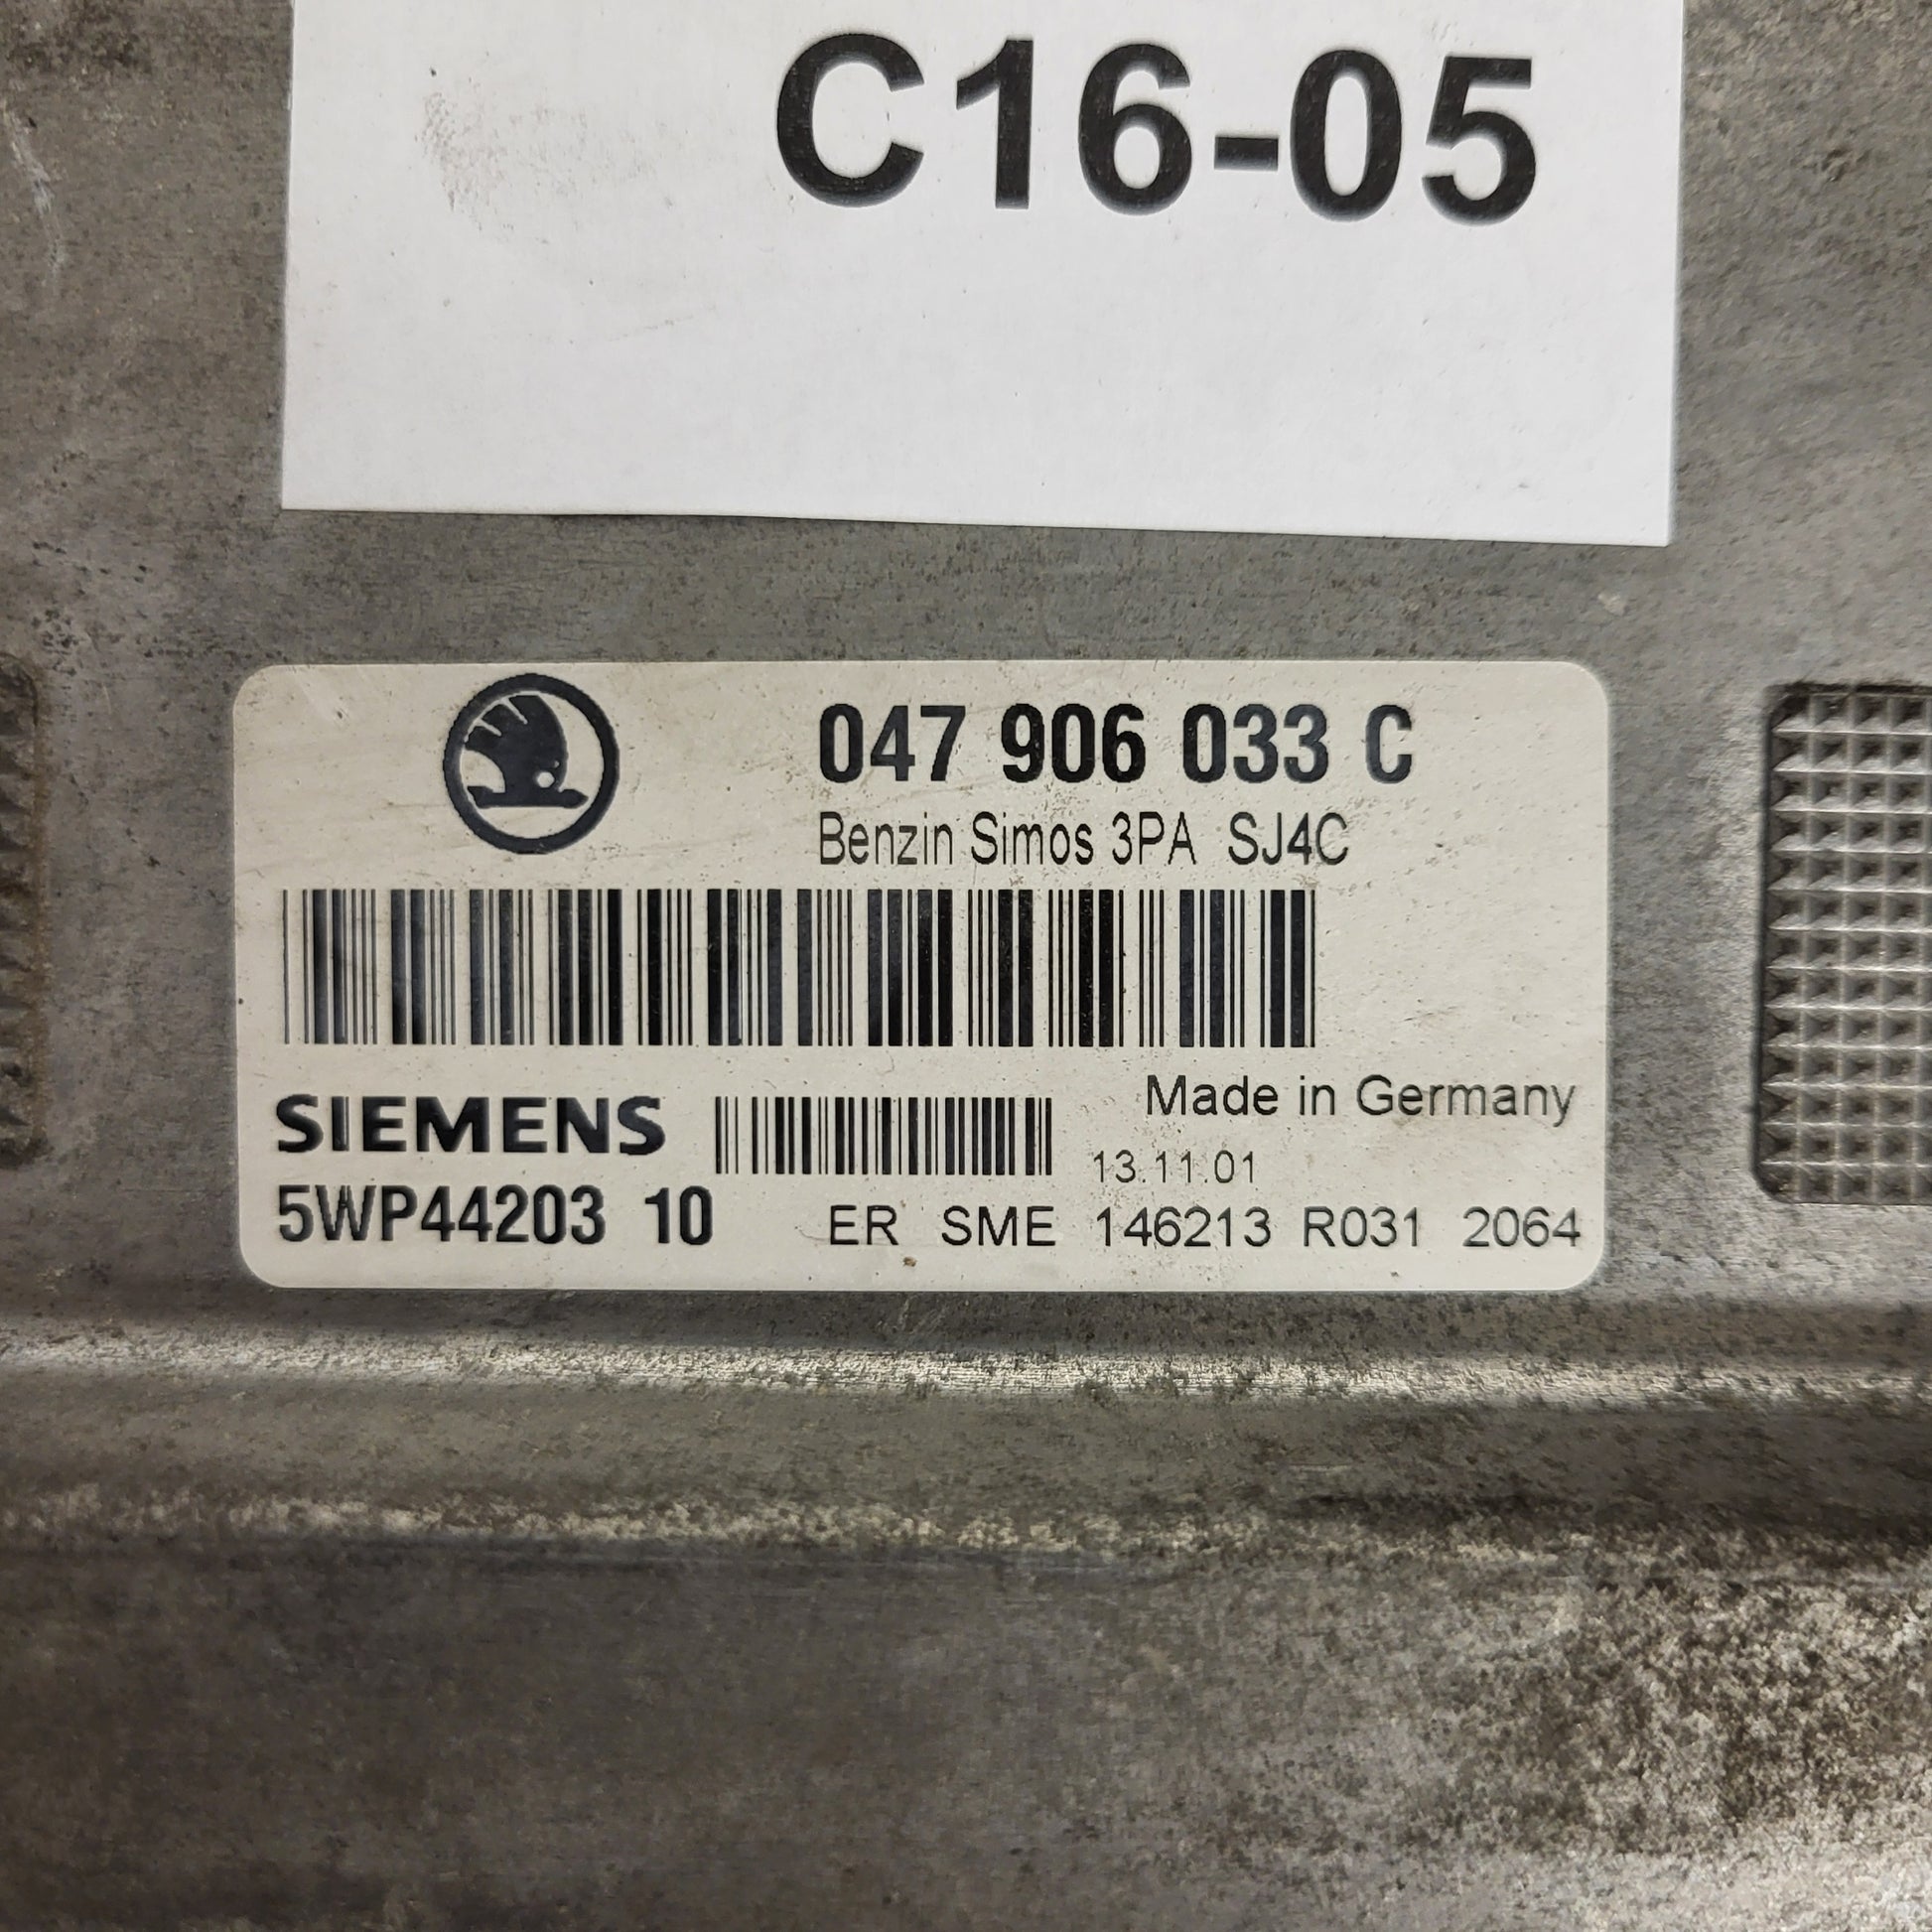 C16-05
047 906 033 C
Benzin Simos 3PA SJ4C
Made in Germany
SIEMENS
13.11.01
5WP44203 10 ER SME 146213 R031 2064